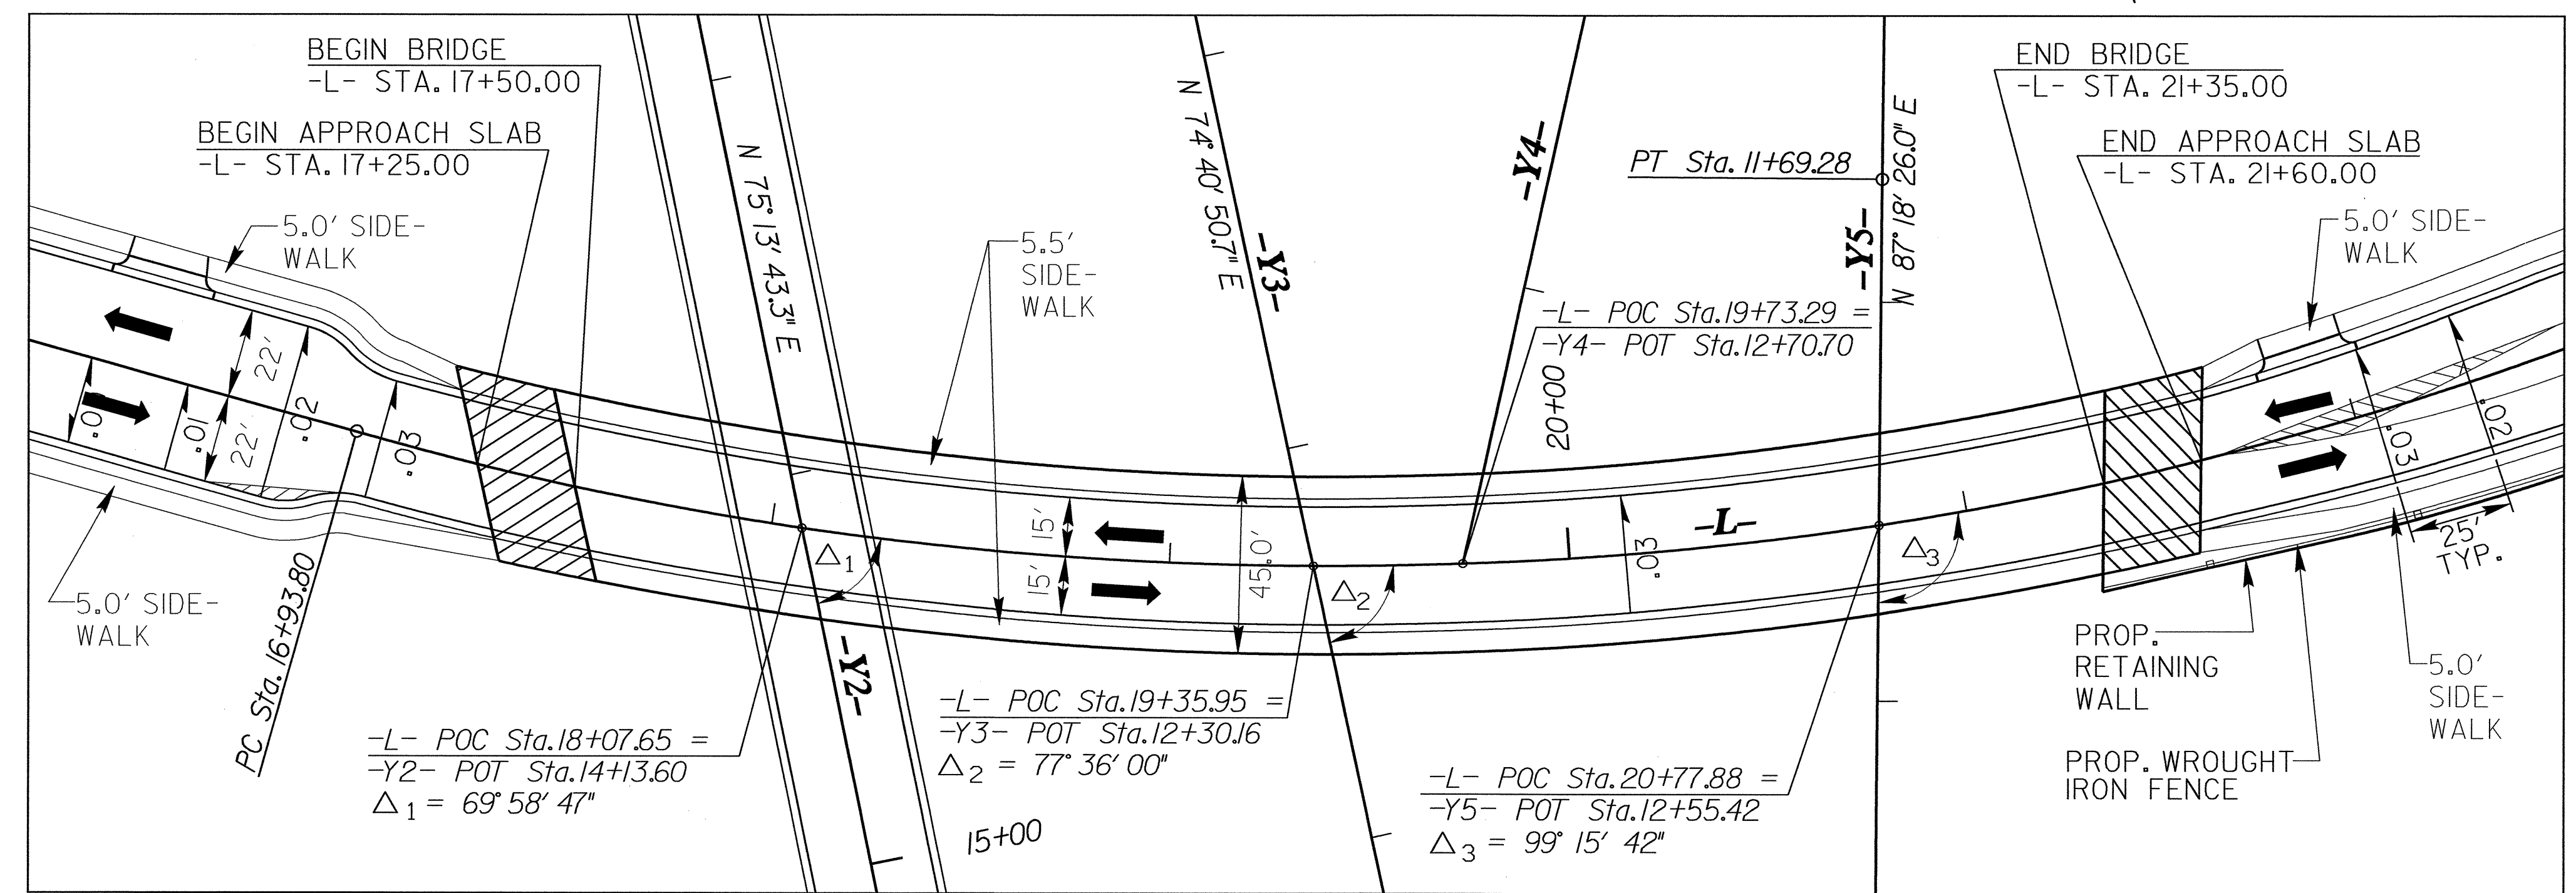 BEGIN BRIDGE
-L- STA. 17+50.00
BEGIN APPROACH SLAB
-L- STA. 17+25.00
5.0' SIDE-
WALK
N 75° 13' 43.3" E
5.5'
SIDE-
WALK
N 74° 40' 50.7" E
-Y3-
-Y4-
PT Sta. 11+69.28
-Y5-
N 87° 18' 26.0" E
END BRIDGE
-L- STA. 21+35.00
END APPROACH SLAB
-L- STA. 21+60.00
5.0' SIDE-
WALK
-L- POC Sta. 19+73.29 =
-Y4- POT Sta. 12+70.70
20+00
22'
22'
.01
.02
.03
15'
15'
45.0'
.03
-L-
.03
.02
25'
TYP.
△1
△2
△3
5.0' SIDE-
WALK
PC Sta. 16+93.80
-Y2-
-L- POC Sta. 18+07.65 =
-Y2- POT Sta. 14+13.60
△1 = 69° 58' 47"
-L- POC Sta. 19+35.95 =
-Y3- POT Sta. 12+30.16
△2 = 77° 36' 00"
15+00
-L- POC Sta. 20+77.88 =
-Y5- POT Sta. 12+55.42
△3 = 99° 15' 42"
PROP.
RETAINING
WALL
5.0'
SIDE-
WALK
PROP. WROUGHT
IRON FENCE